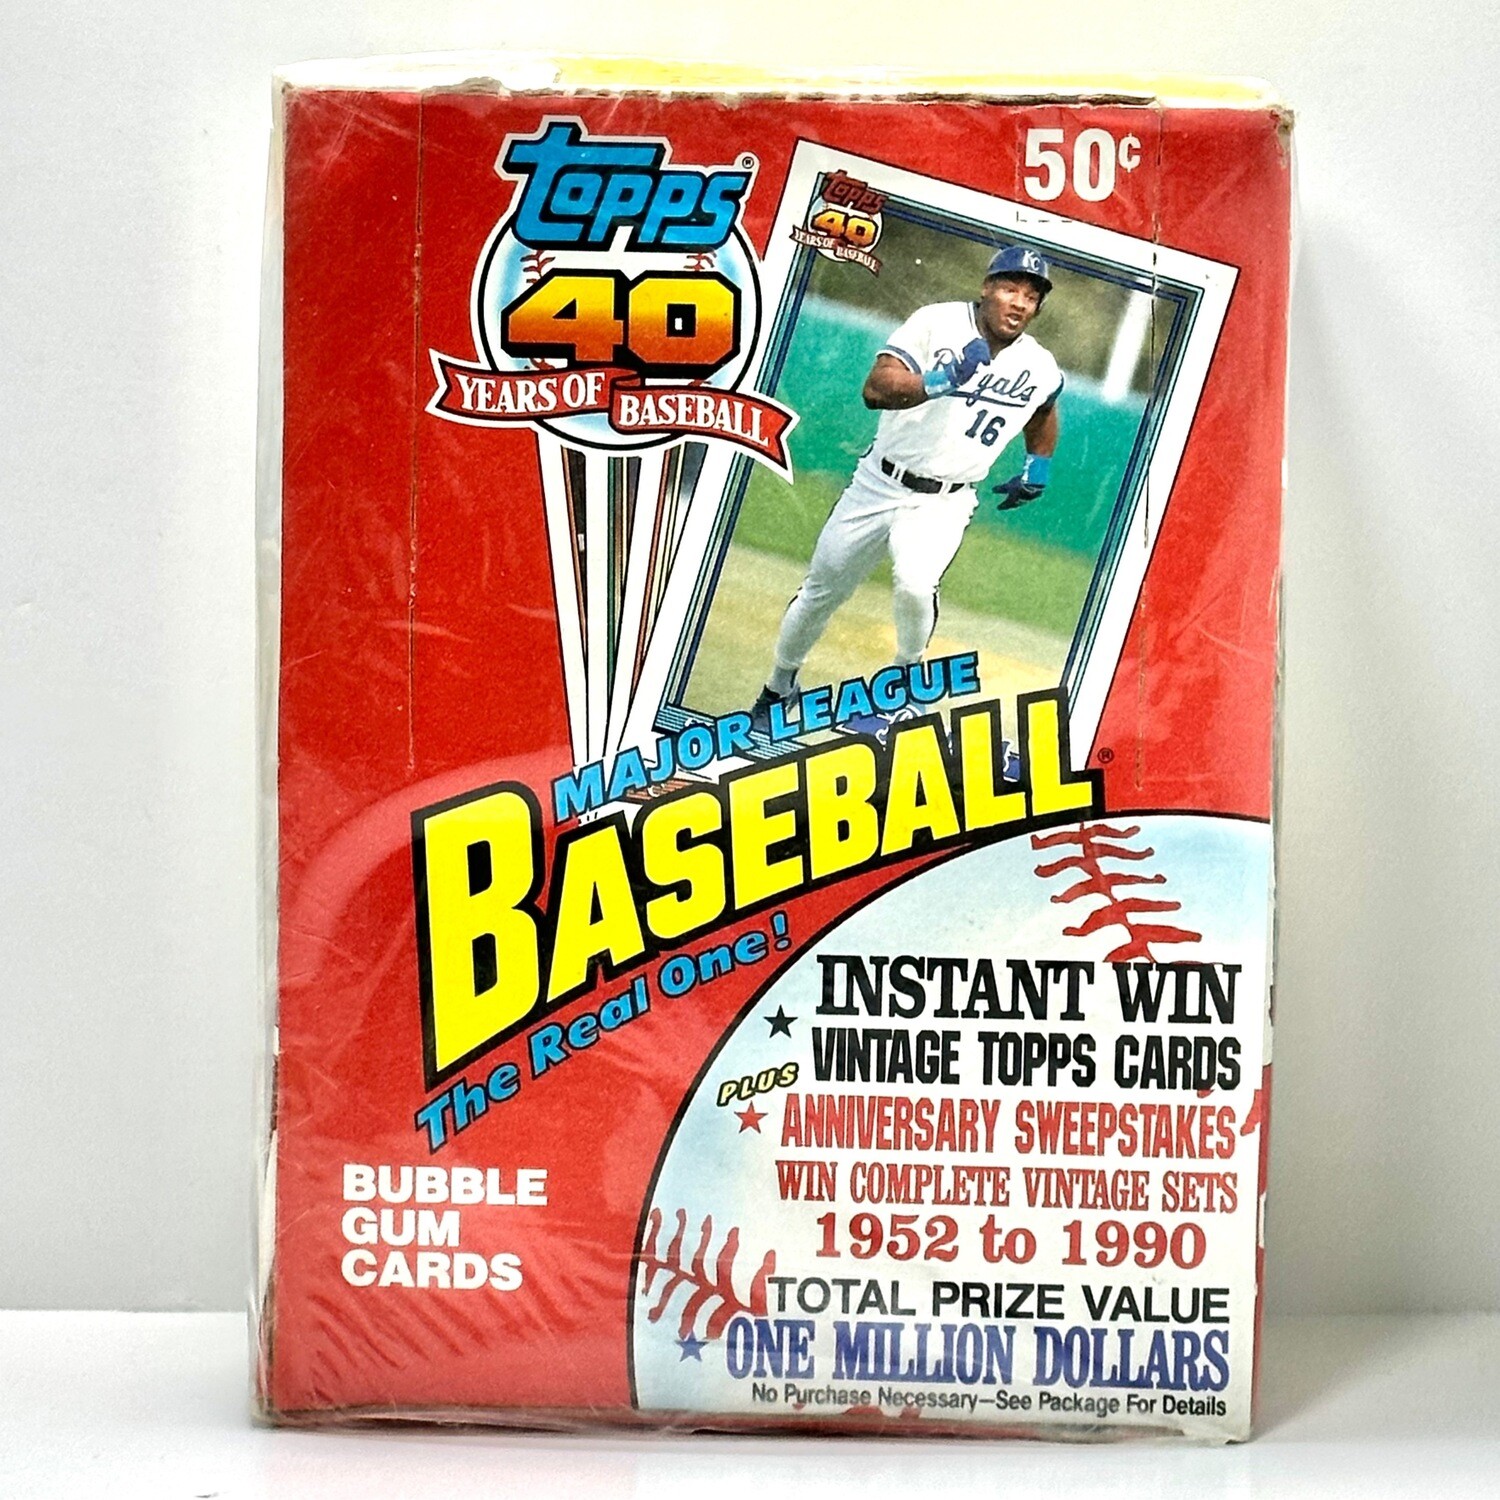 50¢
topps®
40
YEARS OF BASEBALL
topps
40
YEARS OF BASEBALL
KC
Royals
16
MAJOR LEAGUE
BASEBALL®
The Real One!
BUBBLE
GUM
CARDS
★ INSTANT WIN
VINTAGE TOPPS CARDS
PLUS
★ ANNIVERSARY SWEEPSTAKES
WIN COMPLETE VINTAGE SETS
1952 to 1990
TOTAL PRIZE VALUE
★ ONE MILLION DOLLARS
No Purchase Necessary—See Package For Details